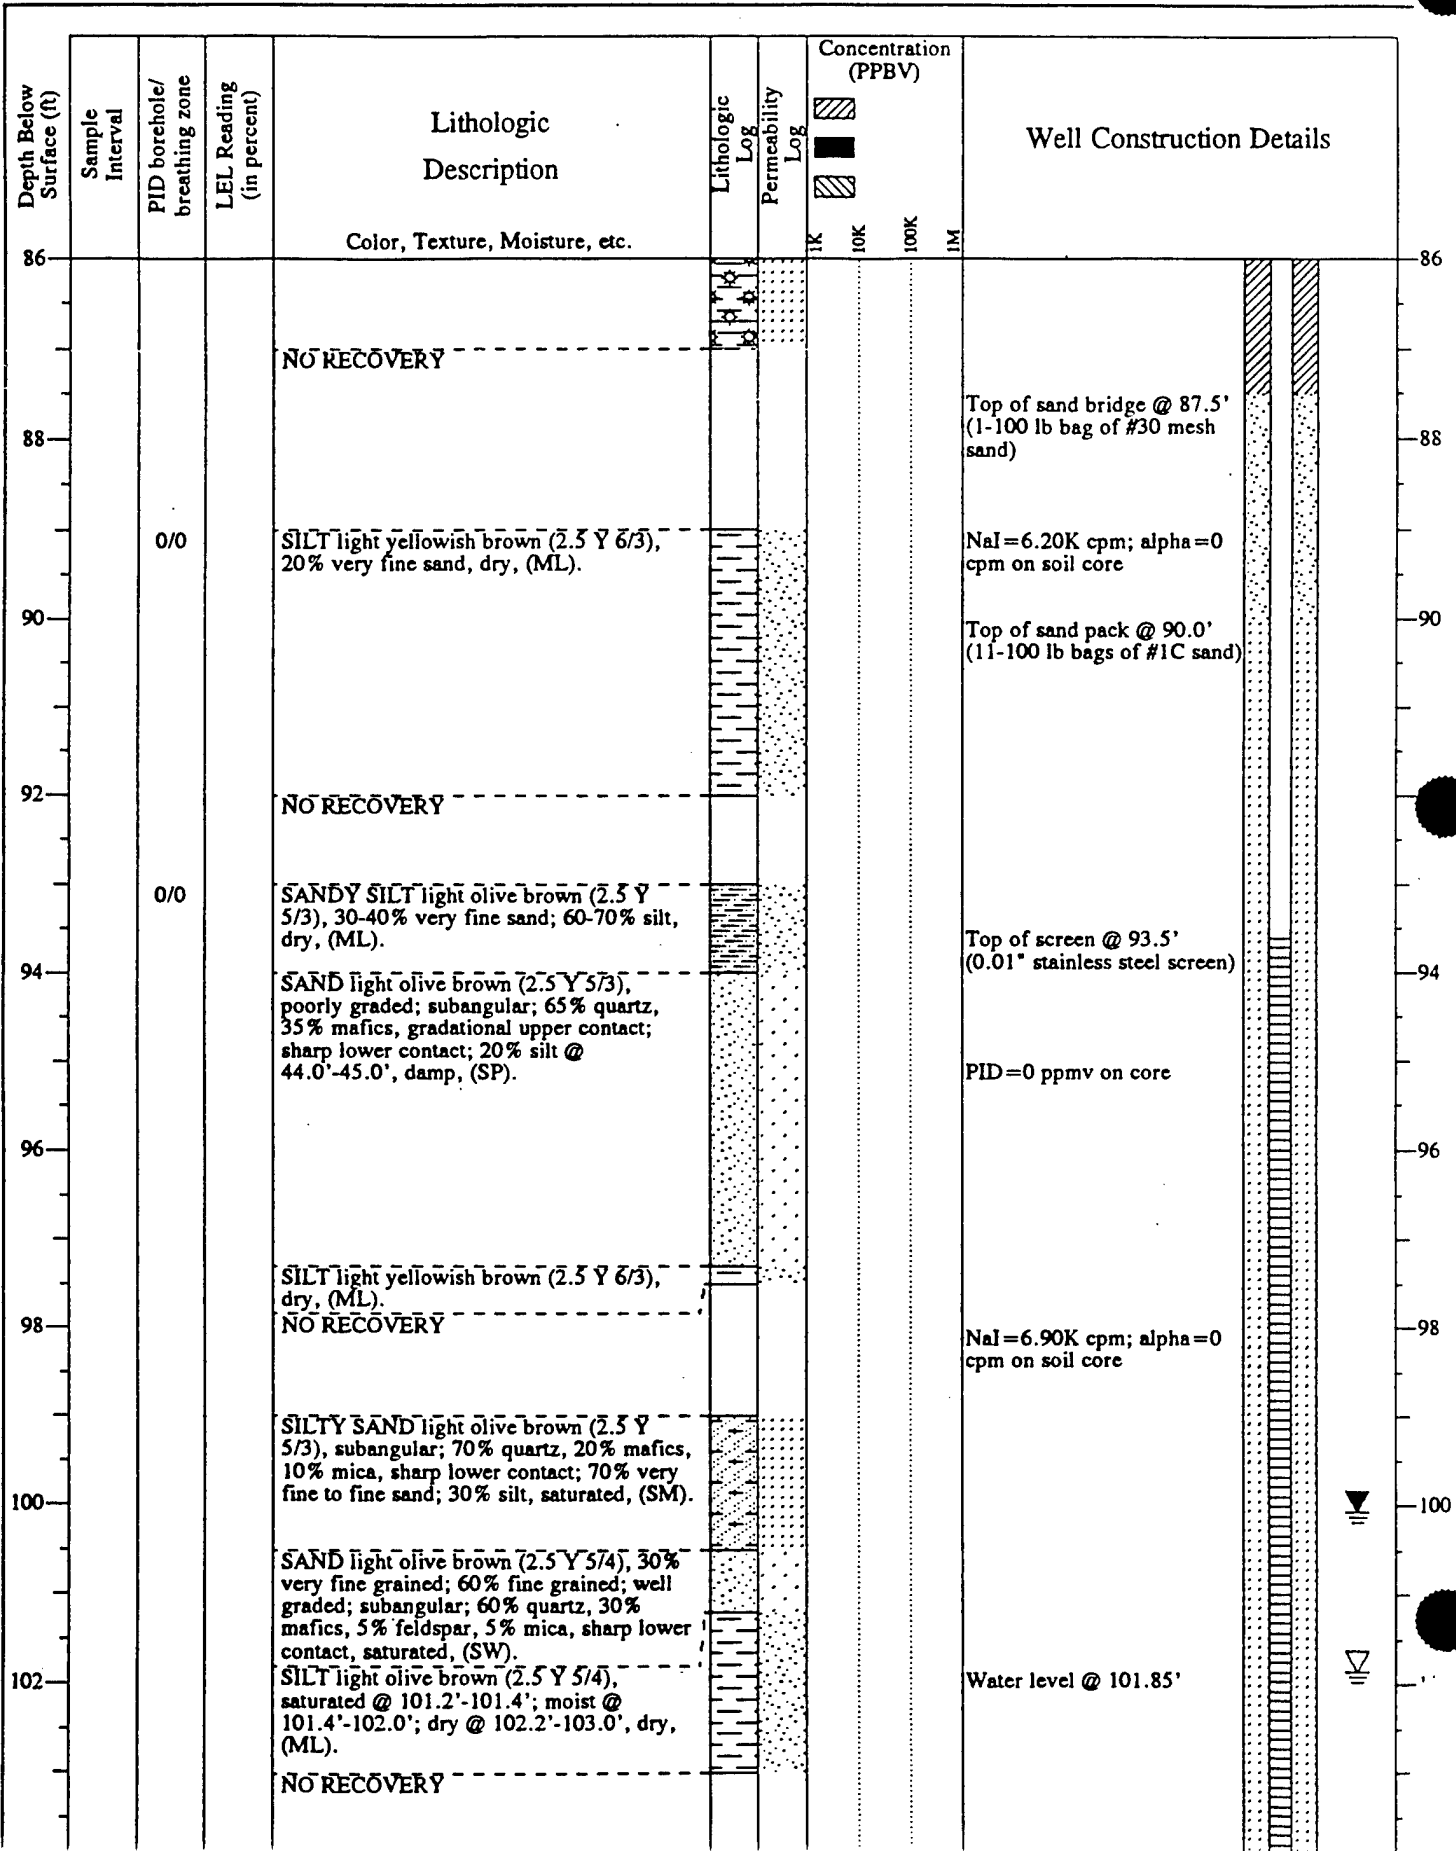 Depth Below
Surface (ft)
Sample
Interval
PID borehole/
breathing zone
LEL Reading
(in percent)
Lithologic
Description
Color, Texture, Moisture, etc.
Lithologic
Log
Permeability
Log
Concentration
(PPBV)
1K
10K
100K
1M
Well Construction Details
86
86
NO RECOVERY
Top of sand bridge @ 87.5'
(1-100 lb bag of #30 mesh
sand)
88
88
0/0
SILT light yellowish brown (2.5 Y 6/3),
20% very fine sand, dry, (ML).
NaI=6.20K cpm; alpha=0
cpm on soil core
90
90
Top of sand pack @ 90.0'
(11-100 lb bags of #1C sand)
92
NO RECOVERY
0/0
SANDY SILT light olive brown (2.5 Y
5/3), 30-40% very fine sand; 60-70% silt,
dry, (ML).
Top of screen @ 93.5'
(0.01" stainless steel screen)
94
94
SAND light olive brown (2.5 Y 5/3),
poorly graded; subangular; 65% quartz,
35% mafics, gradational upper contact;
sharp lower contact; 20% silt @
44.0'-45.0', damp, (SP).
PID=0 ppmv on core
96
96
SILT light yellowish brown (2.5 Y 6/3),
dry, (ML).
NO RECOVERY
98
98
NaI=6.90K cpm; alpha=0
cpm on soil core
SILTY SAND light olive brown (2.5 Y
5/3), subangular; 70% quartz, 20% mafics,
10% mica, sharp lower contact; 70% very
fine to fine sand; 30% silt, saturated, (SM).
100
100
SAND light olive brown (2.5 Y 5/4), 30%
very fine grained; 60% fine grained; well
graded; subangular; 60% quartz, 30%
mafics, 5% feldspar, 5% mica, sharp lower
contact, saturated, (SW).
102
SILT light olive brown (2.5 Y 5/4),
saturated @ 101.2'-101.4'; moist @
101.4'-102.0'; dry @ 102.2'-103.0', dry,
(ML).
Water level @ 101.85'
NO RECOVERY